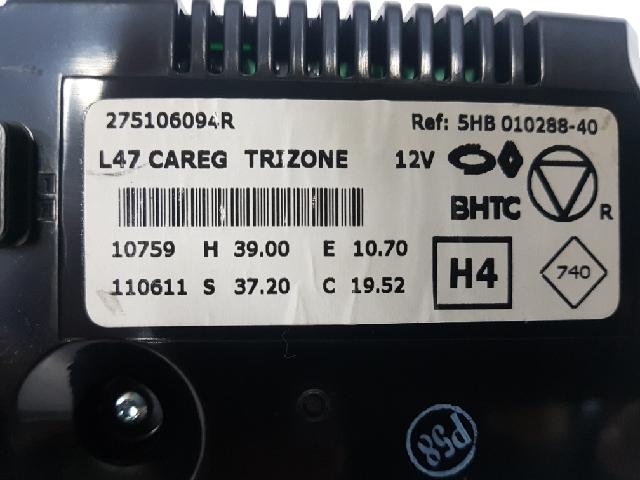 275106094R Ref: 5HB 010288-40
L47 CAREG TRIZONE 12V
BHTC R
10759 H 39.00 E 10.70
110611 S 37.20 C 19.52
H4 740
P58